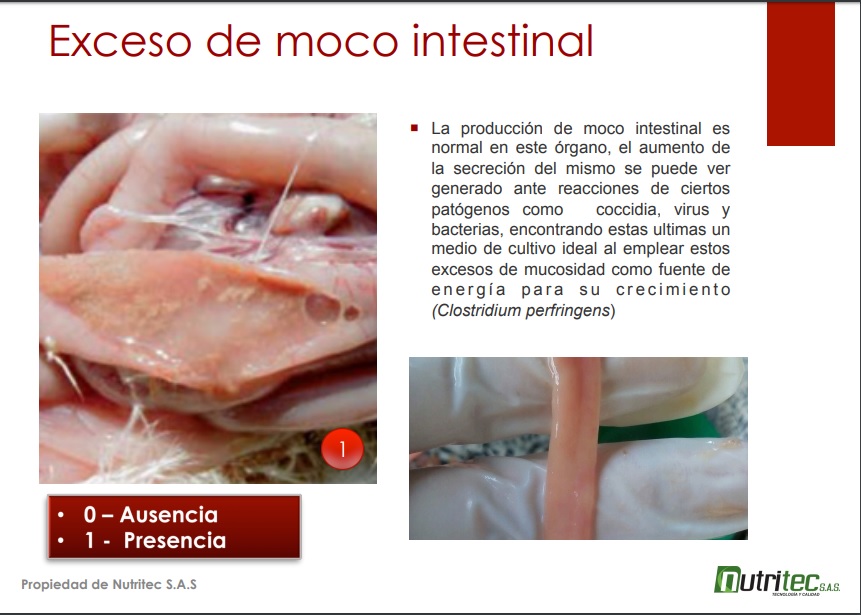 Exceso de moco intestinal
▪ La producción de moco intestinal es
normal en este órgano, el aumento de
la secreción del mismo se puede ver
generado ante reacciones de ciertos
patógenos como coccidia, virus y
bacterias, encontrando estas ultimas un
medio de cultivo ideal al emplear estos
excesos de mucosidad como fuente de
energía para su crecimiento
(Clostridium perfringens)
1
• 0 – Ausencia
• 1 - Presencia
Propiedad de Nutritec S.A.S
nutritec S.A.S.
TECNOLOGÍA Y CALIDAD